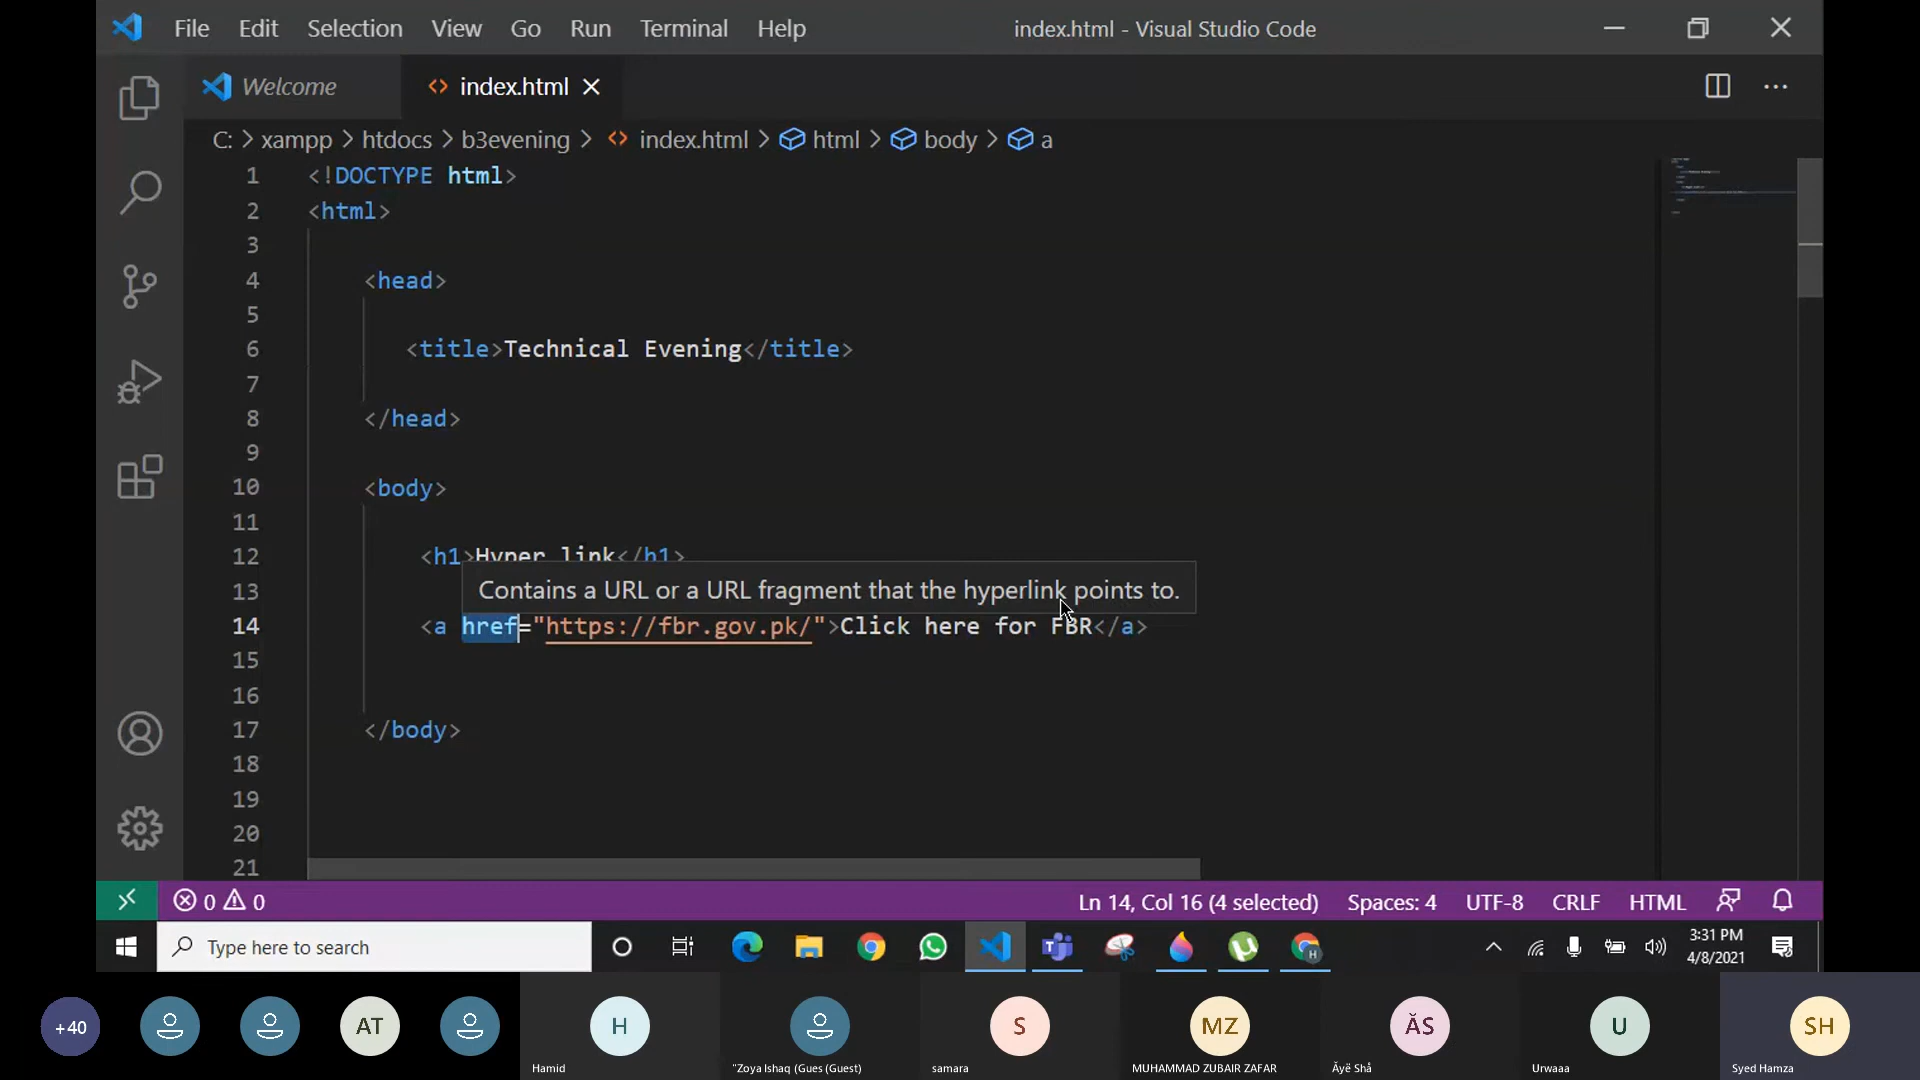 File Edit Selection View Go Run Terminal Help index.html - Visual Studio Code
Welcome index.html
C: > xampp > htdocs > b3evening > index.html > html > body > a
1 <!DOCTYPE html>
2 <html>
3
4 <head>
5
6 <title>Technical Evening</title>
7
8 </head>
9
10 <body>
11
12 <h1>Hyper link</h1>
Contains a URL or a URL fragment that the hyperlink points to.
13
14 <a href="https://fbr.gov.pk/">Click here for FBR</a>
15
16
17 </body>
18
19
20
21
0 0 Ln 14, Col 16 (4 selected) Spaces: 4 UTF-8 CRLF HTML
Type here to search 3:31 PM
4/8/2021
+40 AT H S MZ ĂS U SH
Hamid "Zoya Ishaq (Gues (Guest) samara MUHAMMAD ZUBAIR ZAFAR Ăyë Shå Urwaaa Syed Hamza